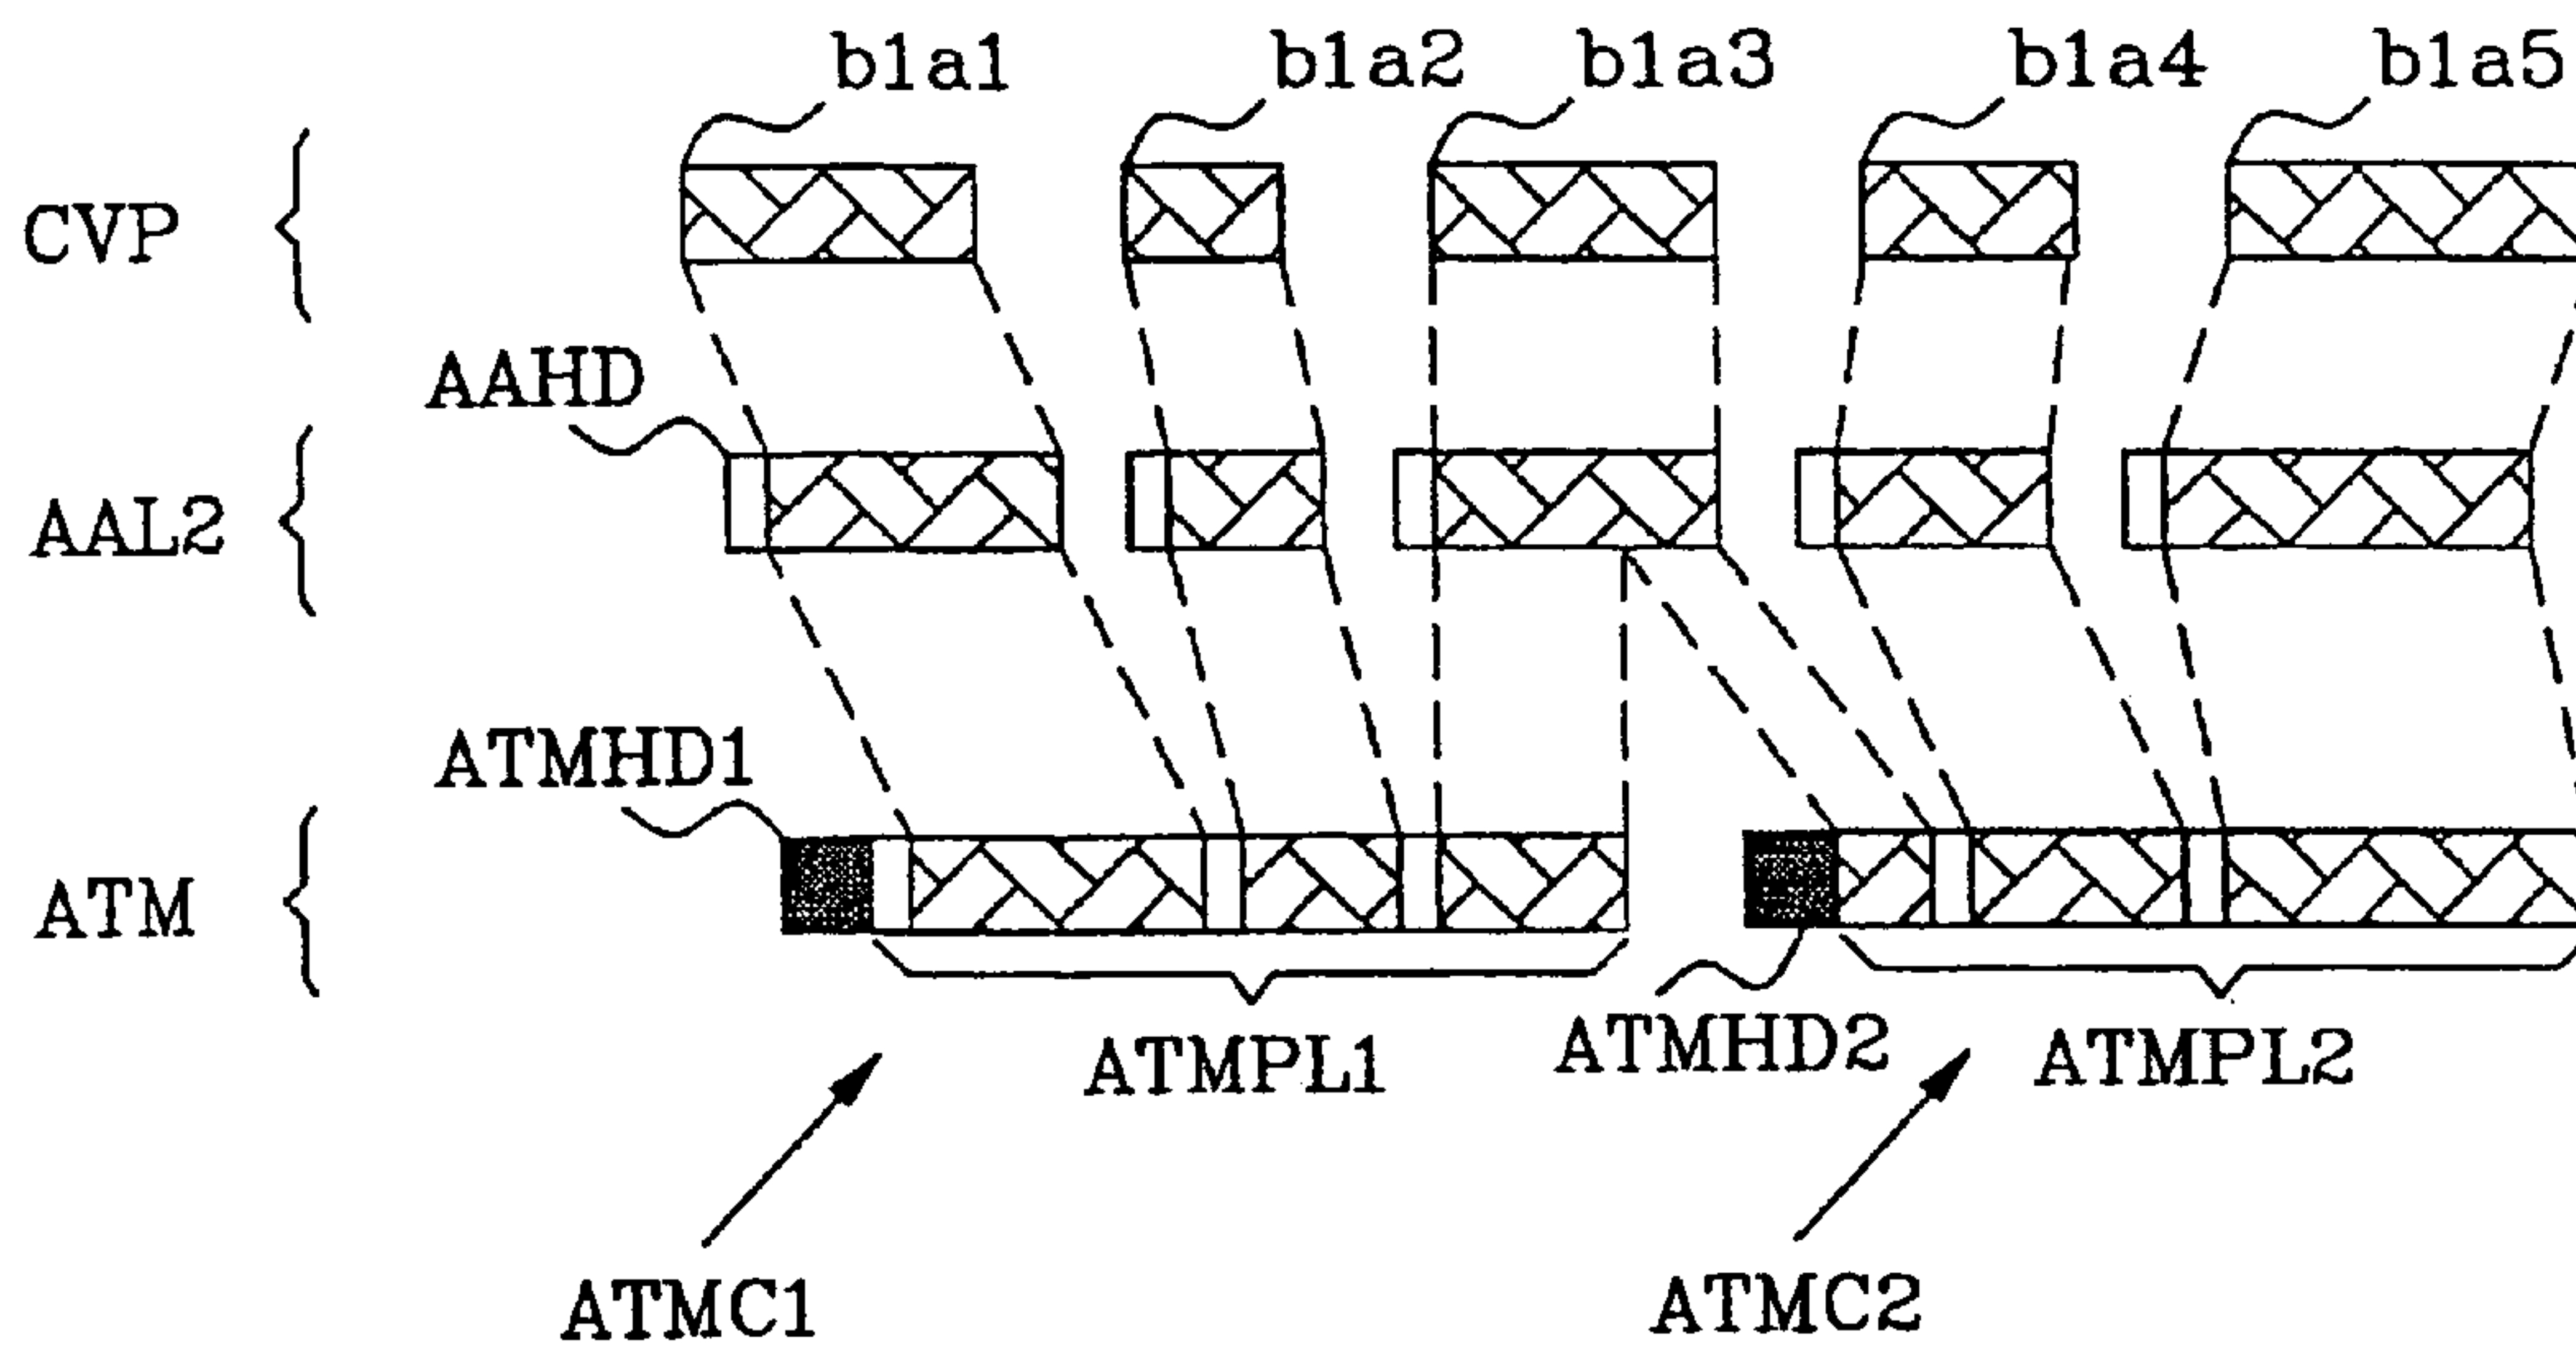 b1a1 b1a2 b1a3 b1a4 b1a5
CVP
AAHD
AAL2
ATMHD1
ATM
ATMPL1 ATMHD2 ATMPL2
ATMC1 ATMC2